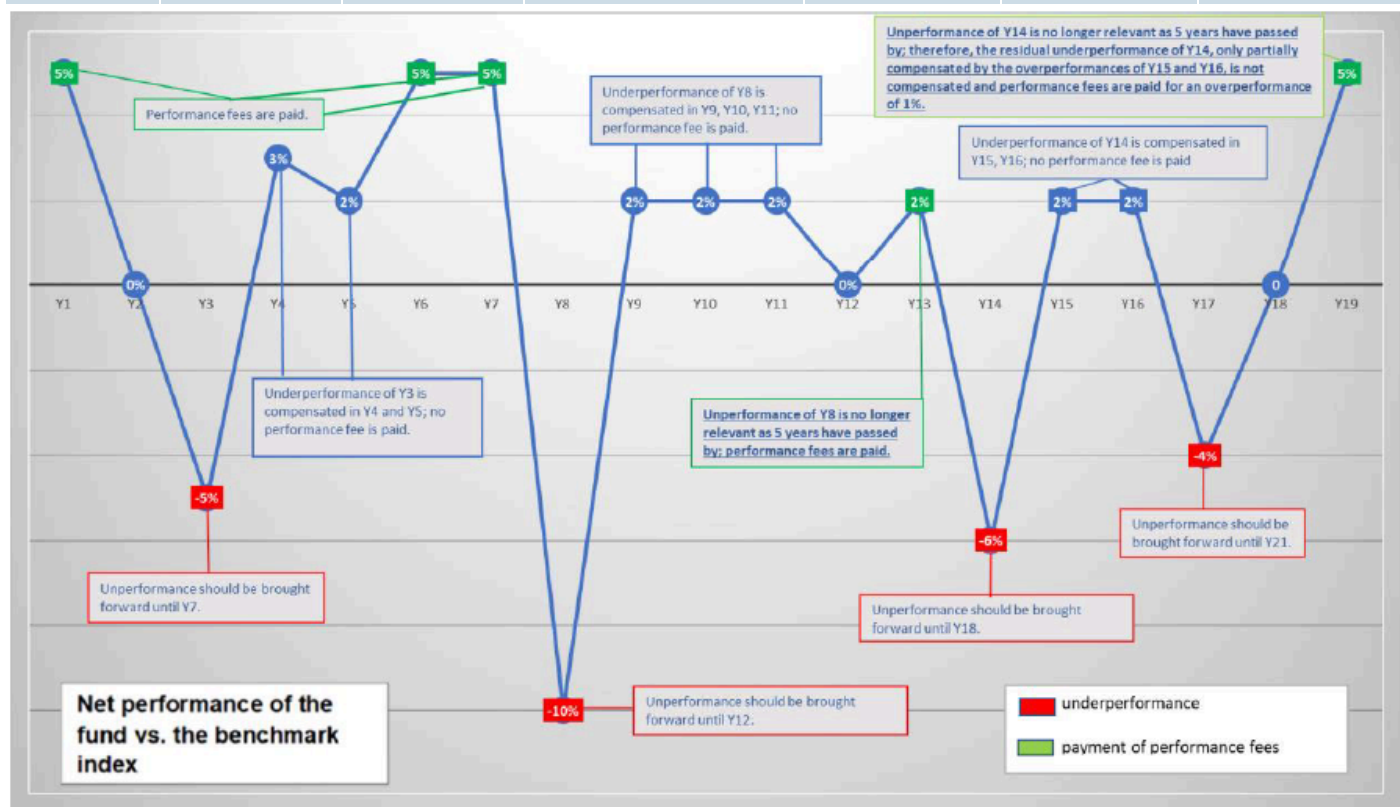 Unperformance of Y14 is no longer relevant as 5 years have passed
by; therefore, the residual underperformance of Y14, only partially
compensated by the overperformances of Y15 and Y16, is not
compensated and performance fees are paid for an overperformance
of 1%.
5%
5%
5%
5%
Performance fees are paid.
Underperformance of Y8 is
compensated in Y9, Y10, Y11; no
performance fee is paid.
Underperformance of Y14 is compensated in
Y15, Y16; no performance fee is paid
3%
2%
2%
2%
2%
2%
2%
2%
0%
0%
0
Y1
Y2
Y3
Y4
Y5
Y6
Y7
Y8
Y9
Y10
Y11
Y12
Y13
Y14
Y15
Y16
Y17
Y18
Y19
Underperformance of Y3 is
compensated in Y4 and Y5; no
performance fee is paid.
Unperformance of Y8 is no longer
relevant as 5 years have passed
by; performance fees are paid.
-5%
-4%
-6%
-10%
Unperformance should be
brought forward until Y21.
Unperformance should be brought
forward until Y7.
Unperformance should be brought
forward until Y18.
Unperformance should be brought
forward until Y12.
Net performance of the
fund vs. the benchmark
index
underperformance
payment of performance fees